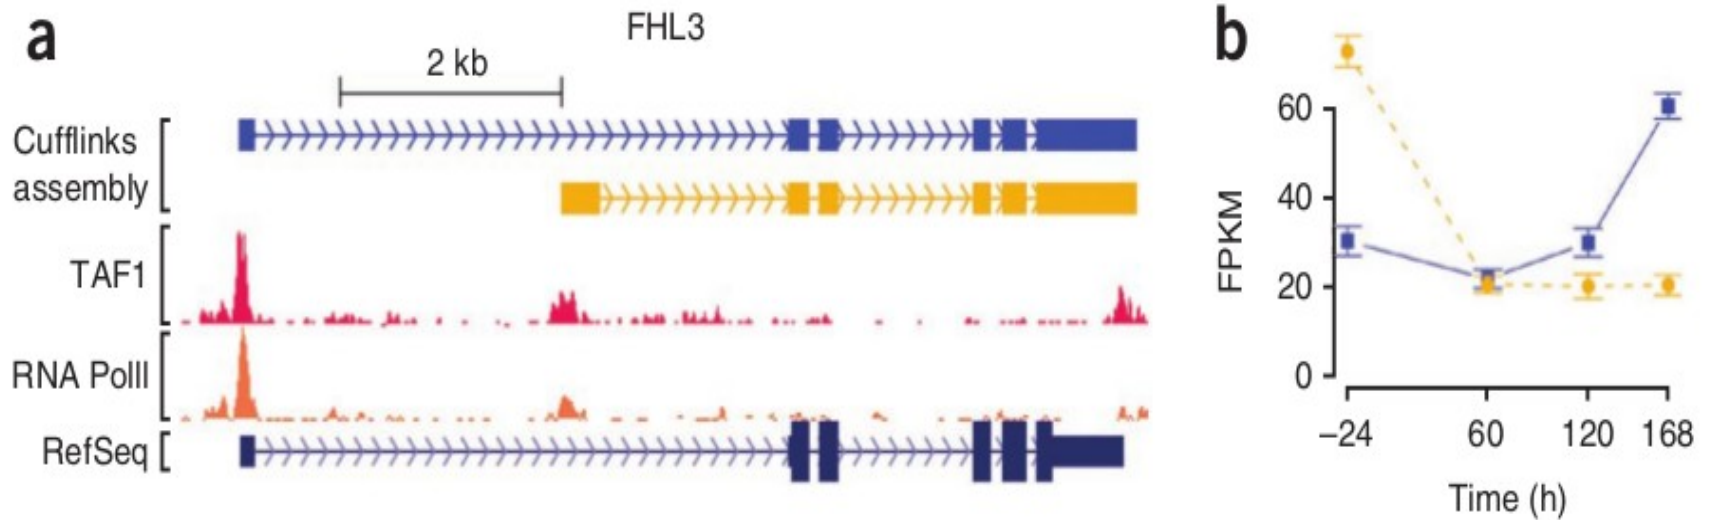 a
FHL3
2 kb
Cufflinks
assembly
TAF1
RNA PolII
RefSeq
b
FPKM
60
40
20
0
–24 60 120 168
Time (h)